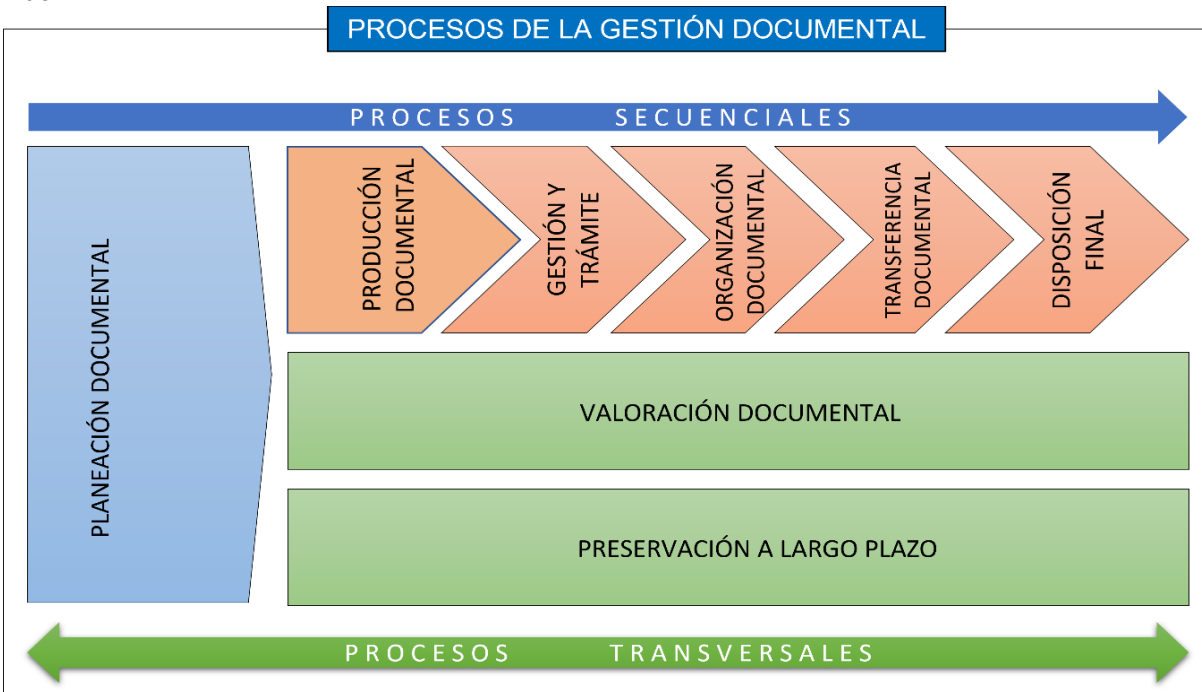 PROCESOS DE LA GESTIÓN DOCUMENTAL
PROCESOS SECUENCIALES
PLANEACIÓN DOCUMENTAL
PRODUCCIÓN
DOCUMENTAL
GESTIÓN Y
TRÁMITE
ORGANIZACIÓN
DOCUMENTAL
TRANSFERENCIA
DOCUMENTAL
DISPOSICIÓN
FINAL
VALORACIÓN DOCUMENTAL
PRESERVACIÓN A LARGO PLAZO
PROCESOS TRANSVERSALES